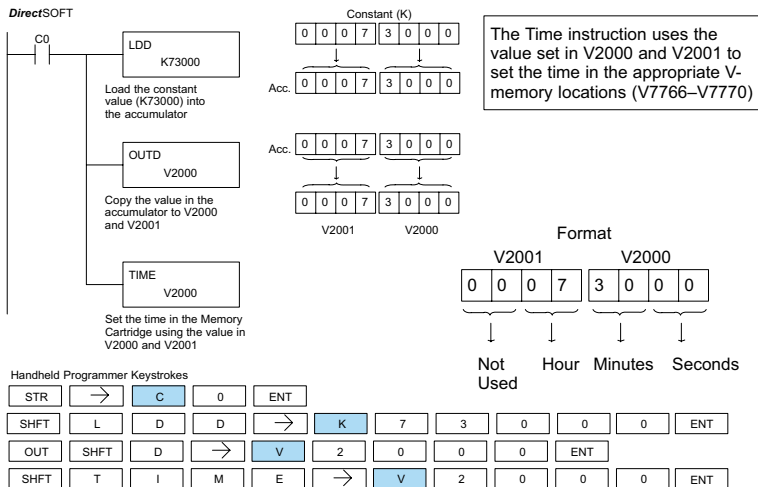 DirectSOFT
C0
LDD
K73000
Load the constant
value (K73000) into
the accumulator
OUTD
V2000
Copy the value in the
accumulator to V2000
and V2001
TIME
V2000
Set the time in the Memory
Cartridge using the value in
V2000 and V2001
Constant (K)
0 0 0 7 3 0 0 0
Acc. 0 0 0 7 3 0 0 0
Acc. 0 0 0 7 3 0 0 0
0 0 0 7 3 0 0 0
V2001 V2000
The Time instruction uses the
value set in V2000 and V2001 to
set the time in the appropriate V-
memory locations (V7766–V7770)
Format
V2001 V2000
0 0 0 7 3 0 0 0
Not Hour Minutes Seconds
Used
Handheld Programmer Keystrokes
STR → C 0 ENT
SHFT L D D → K 7 3 0 0 0 ENT
OUT SHFT D → V 2 0 0 0 ENT
SHFT T I M E → V 2 0 0 0 ENT